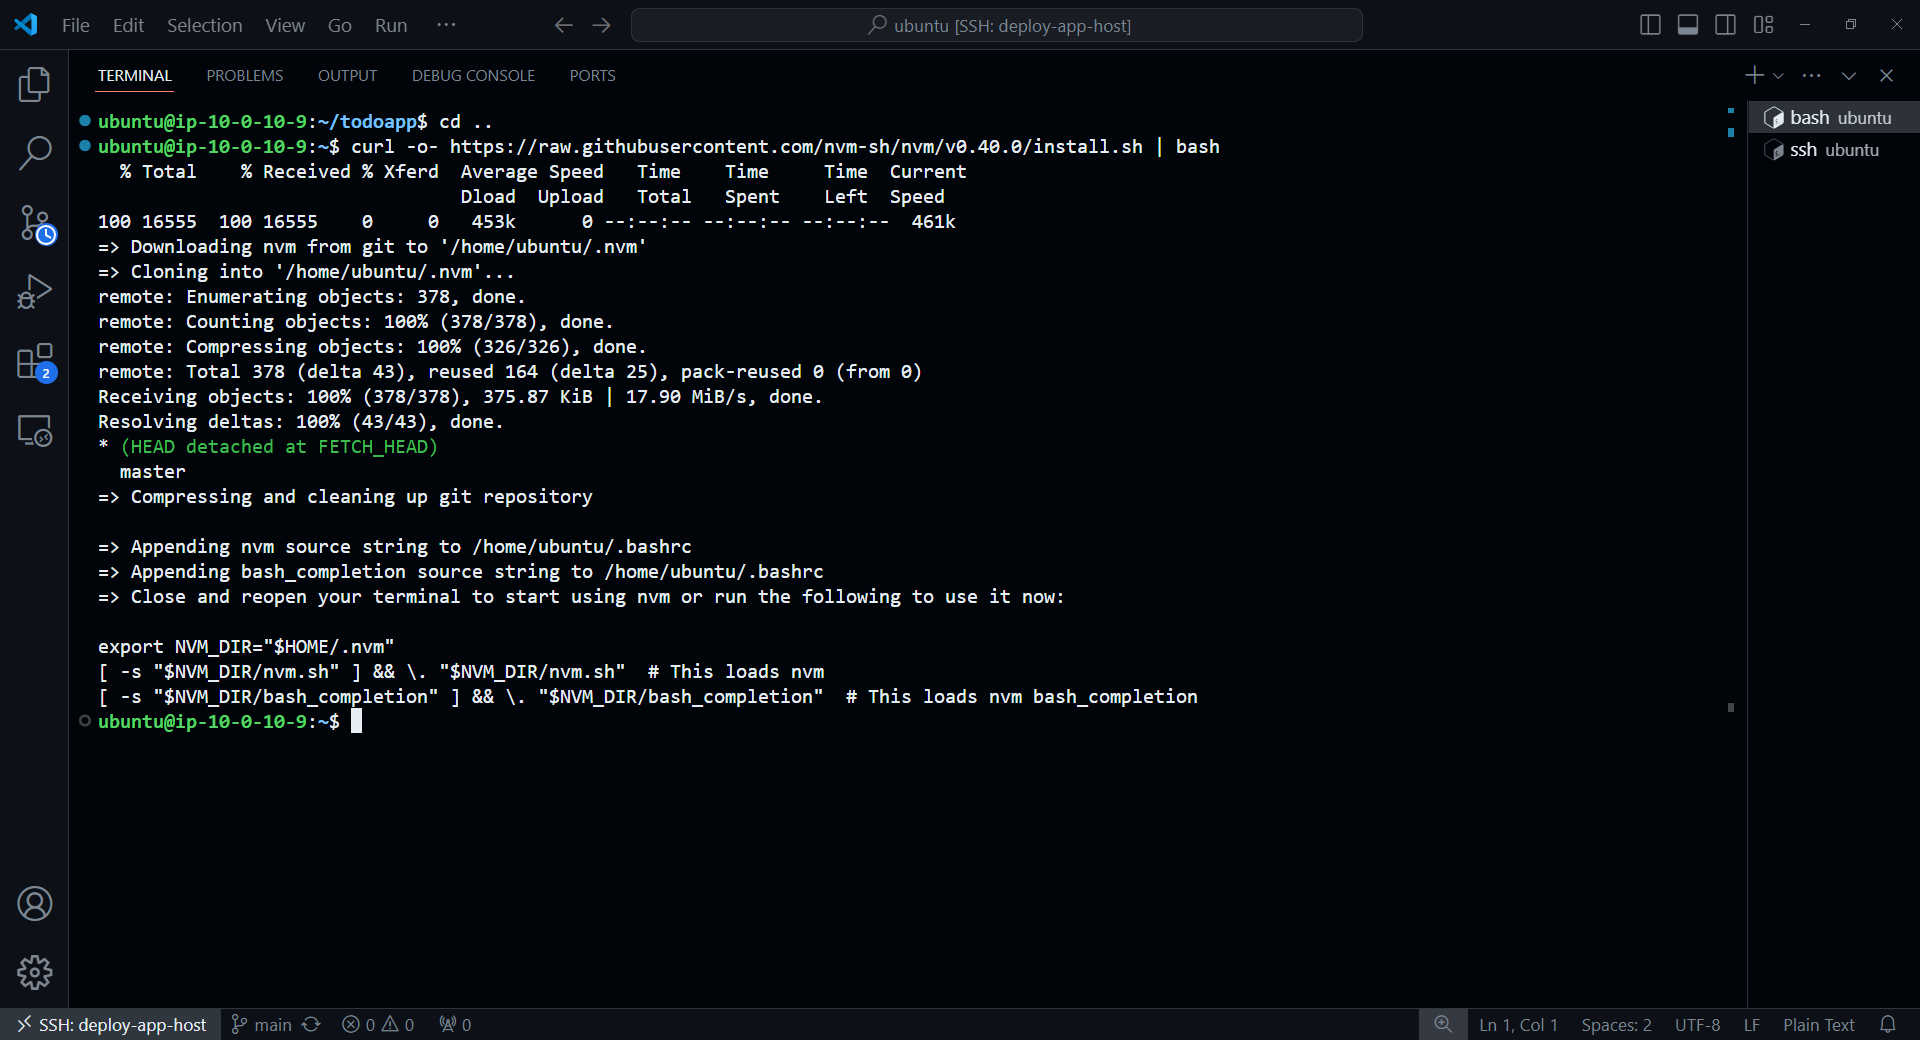 File Edit Selection View Go Run ···
ubuntu [SSH: deploy-app-host]
TERMINAL PROBLEMS OUTPUT DEBUG CONSOLE PORTS
ubuntu@ip-10-0-10-9:~/todoapp$ cd ..
ubuntu@ip-10-0-10-9:~$ curl -o- https://raw.githubusercontent.com/nvm-sh/nvm/v0.40.0/install.sh | bash
  % Total    % Received % Xferd  Average Speed   Time    Time     Time  Current
                                 Dload  Upload   Total   Spent    Left  Speed
100 16555  100 16555    0     0   453k      0 --:--:-- --:--:-- --:--:--  461k
=> Downloading nvm from git to '/home/ubuntu/.nvm'
=> Cloning into '/home/ubuntu/.nvm'...
remote: Enumerating objects: 378, done.
remote: Counting objects: 100% (378/378), done.
remote: Compressing objects: 100% (326/326), done.
remote: Total 378 (delta 43), reused 164 (delta 25), pack-reused 0 (from 0)
Receiving objects: 100% (378/378), 375.87 KiB | 17.90 MiB/s, done.
Resolving deltas: 100% (43/43), done.
* (HEAD detached at FETCH_HEAD)
  master
=> Compressing and cleaning up git repository
=> Appending nvm source string to /home/ubuntu/.bashrc
=> Appending bash_completion source string to /home/ubuntu/.bashrc
=> Close and reopen your terminal to start using nvm or run the following to use it now:
export NVM_DIR="$HOME/.nvm"
[ -s "$NVM_DIR/nvm.sh" ] && \. "$NVM_DIR/nvm.sh"  # This loads nvm
[ -s "$NVM_DIR/bash_completion" ] && \. "$NVM_DIR/bash_completion"  # This loads nvm bash_completion
ubuntu@ip-10-0-10-9:~$
bash ubuntu
ssh ubuntu
2
SSH: deploy-app-host main 0 0 0 Ln 1, Col 1 Spaces: 2 UTF-8 LF Plain Text